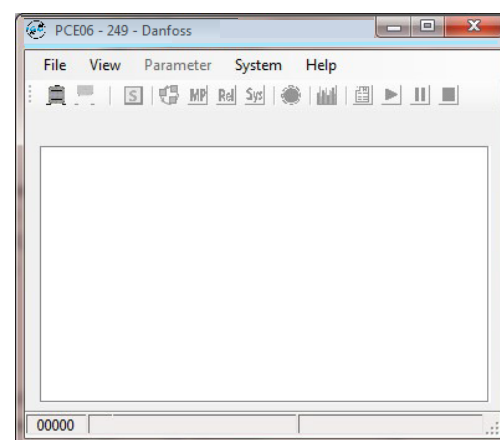 PCE06 - 249 - Danfoss
File View Parameter System Help
S MP Rel Sys
00000